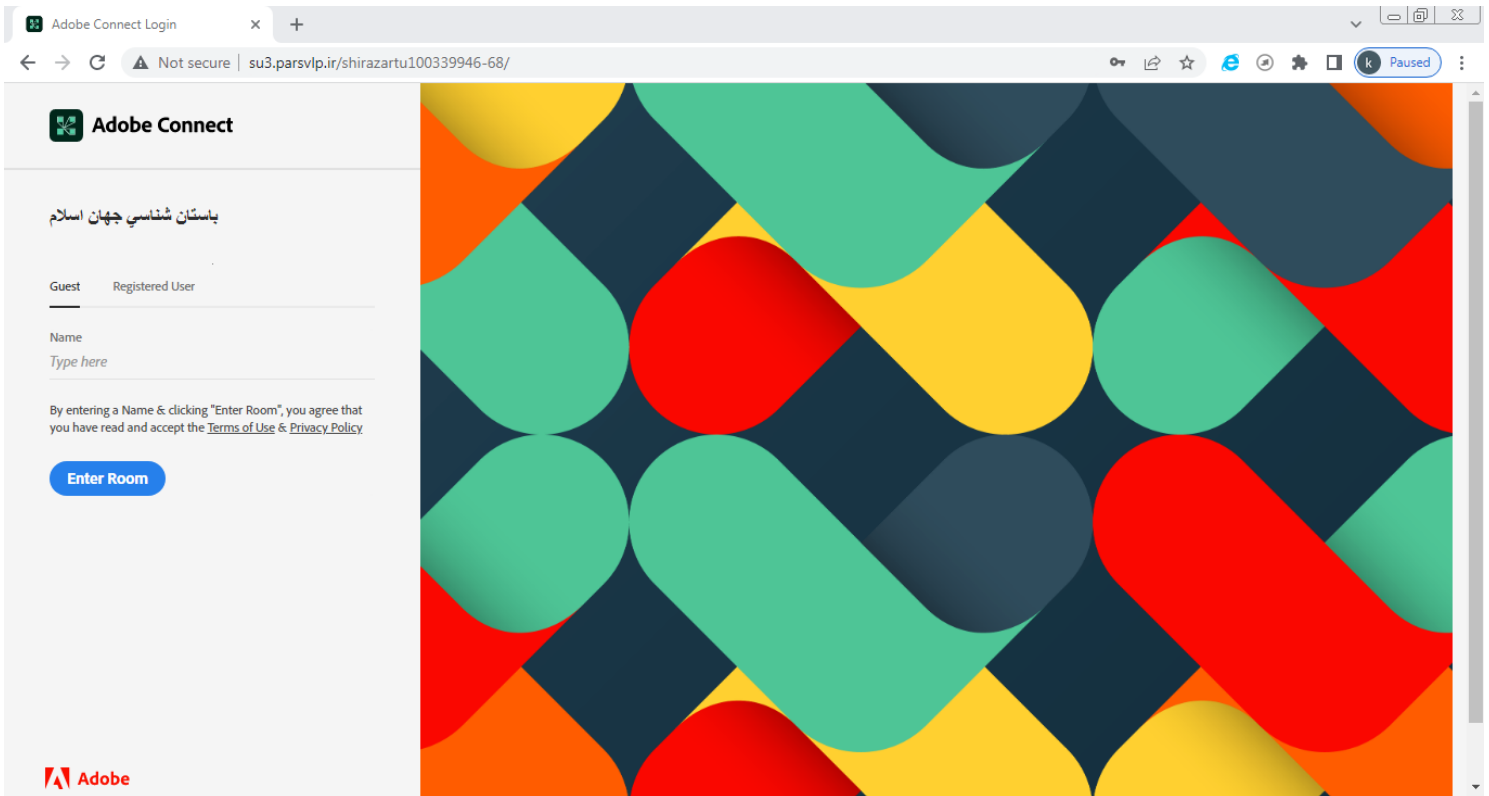 Adobe Connect Login
Not secure | su3.parsvlp.ir/shirazartu100339946-68/
k Paused
Adobe Connect
باستان شناسي جهان اسلام
Guest Registered User
Name
Type here
By entering a Name & clicking "Enter Room", you agree that
you have read and accept the Terms of Use & Privacy Policy
Enter Room
Adobe